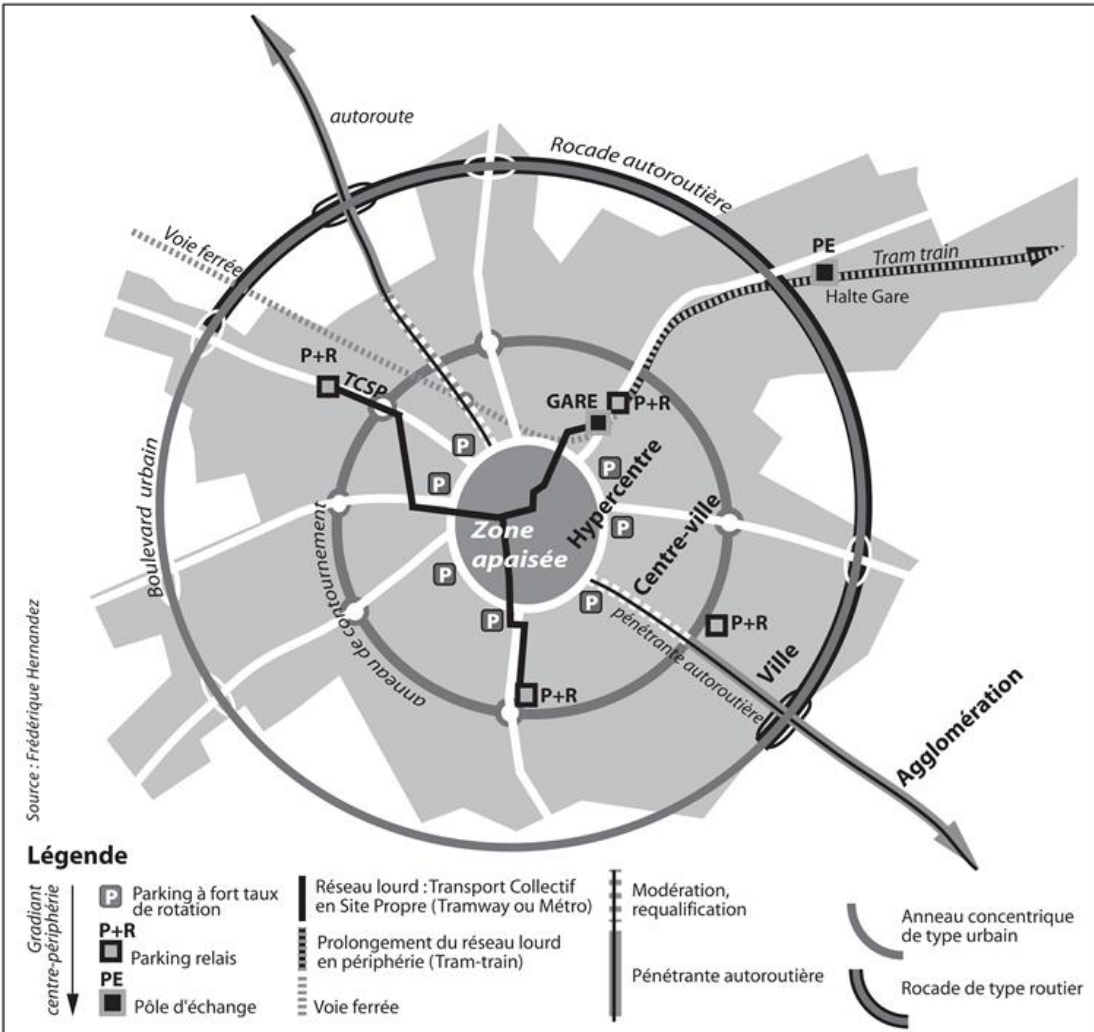 autoroute
Rocade autoroutière
Voie ferrée
PE
Tram train
Halte Gare
P+R
TCSP
GARE
P+R
P
P
P
P
P
P
P
Hypercentre
Zone
apaisée
Centre-ville
Boulevard urbain
anneau de contournement
pénétrante autoroutière
P+R
Ville
P+R
Agglomération
Source : Frédérique Hernandez
Légende
Gradiant
centre-périphérie
P
Parking à fort taux
de rotation
P+R
Parking relais
PE
Pôle d'échange
Réseau lourd : Transport Collectif
en Site Propre (Tramway ou Métro)
Prolongement du réseau lourd
en périphérie (Tram-train)
Voie ferrée
Modération,
requalification
Pénétrante autoroutière
Anneau concentrique
de type urbain
Rocade de type routier